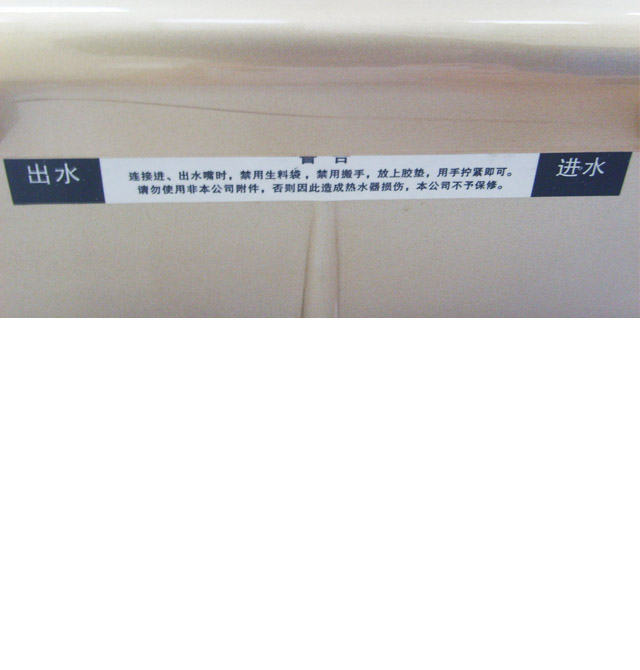 出水
连接进、出水嘴时，禁用生料袋，禁用搬手，放上胶垫，用手拧紧即可。
请勿使用非本公司附件，否则因此造成热水器损伤，本公司不予保修。
进水